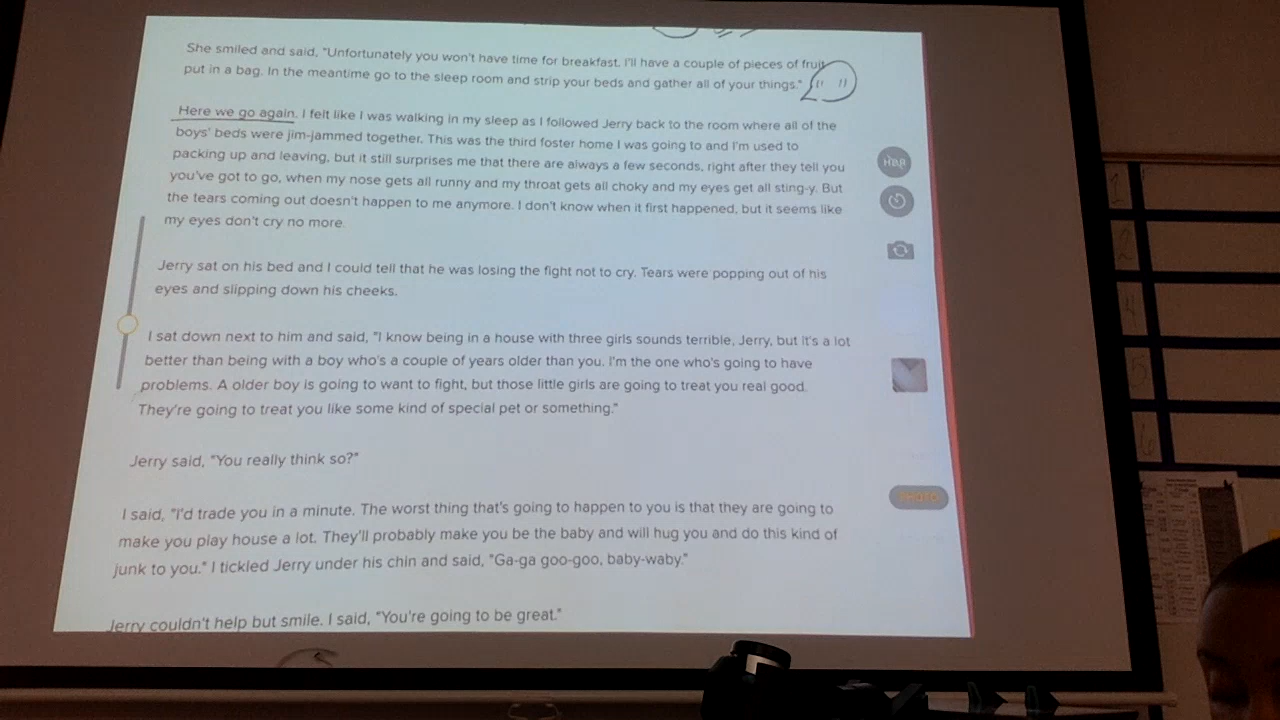 She smiled and said, "Unfortunately you won't have time for breakfast. I'll have a couple of pieces of fruit
put in a bag. In the meantime go to the sleep room and strip your beds and gather all of your things."
Here we go again. I felt like I was walking in my sleep as I followed Jerry back to the room where all of the
boys' beds were jim-jammed together. This was the third foster home I was going to and I'm used to
packing up and leaving, but it still surprises me that there are always a few seconds, right after they tell you
you've got to go, when my nose gets all runny and my throat gets all choky and my eyes get all sting-y. But
the tears coming out doesn't happen to me anymore. I don't know when it first happened, but it seems like
my eyes don't cry no more.
Jerry sat on his bed and I could tell that he was losing the fight not to cry. Tears were popping out of his
eyes and slipping down his cheeks.
I sat down next to him and said, "I know being in a house with three girls sounds terrible, Jerry, but it's a lot
better than being with a boy who's a couple of years older than you. I'm the one who's going to have
problems. A older boy is going to want to fight, but those little girls are going to treat you real good.
They're going to treat you like some kind of special pet or something."
Jerry said, "You really think so?"
I said, "I'd trade you in a minute. The worst thing that's going to happen to you is that they are going to
make you play house a lot. They'll probably make you be the baby and will hug you and do this kind of
junk to you." I tickled Jerry under his chin and said, "Ga-ga goo-goo, baby-waby."
Jerry couldn't help but smile. I said, "You're going to be great."
PHOTO
1
2
4
5
6